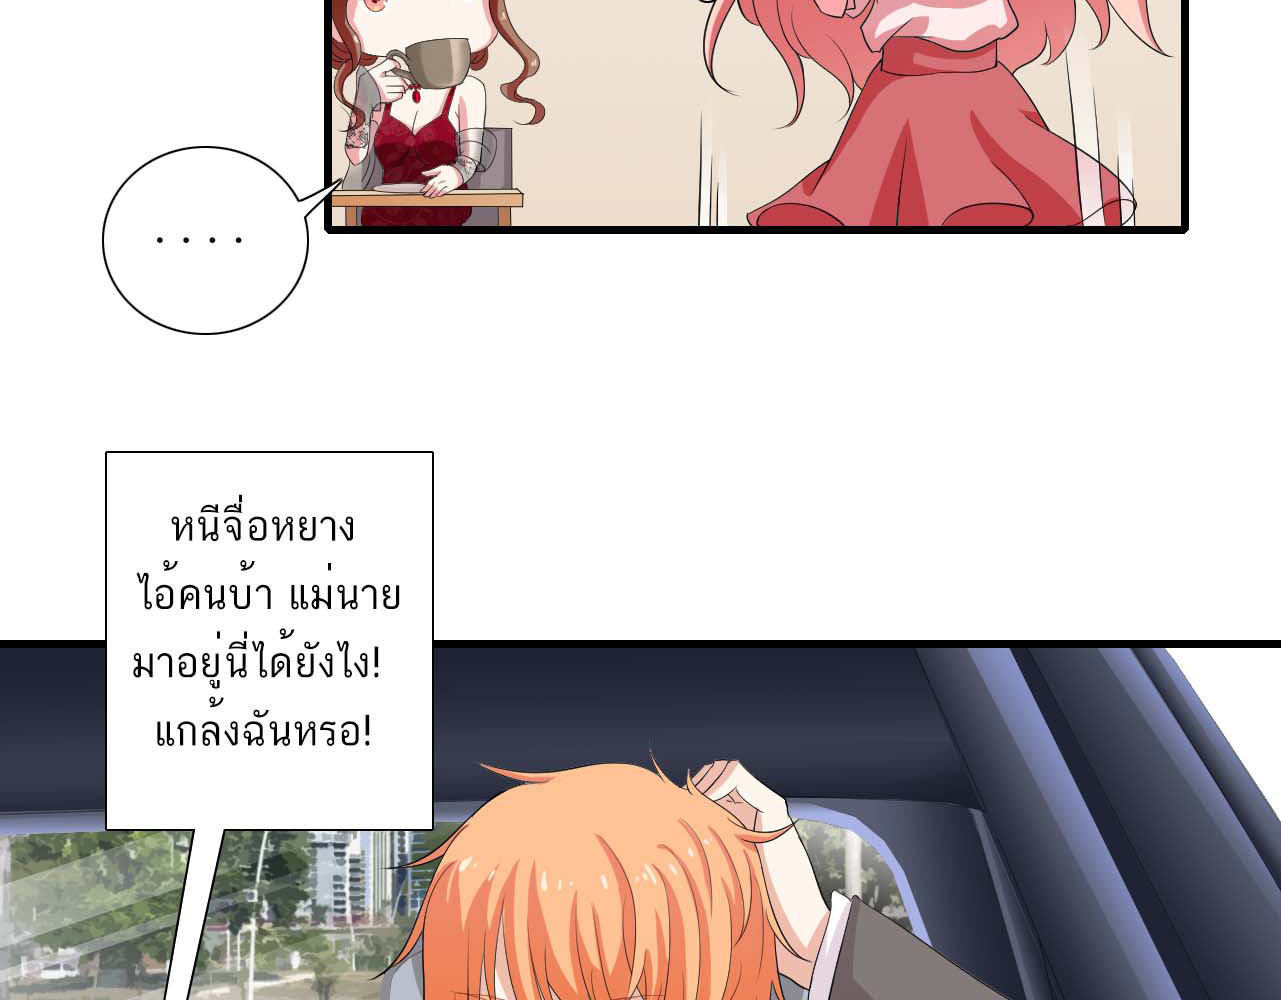 ....
หนีจื่อหยาง
ไอ้คนบ้า แม่นาย
มาอยู่นี่ได้ยังไง!
แกล้งฉันหรอ!